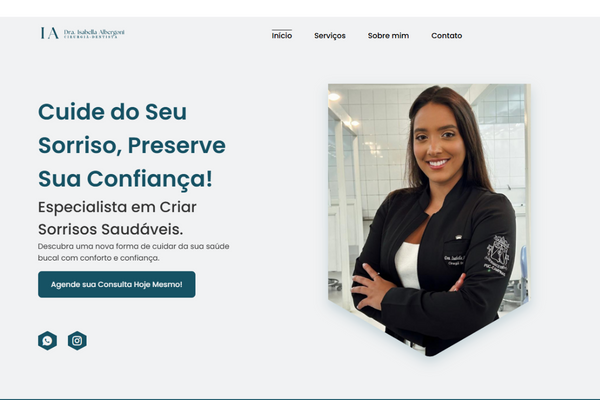 IA
Dra. Isabella Albergoni
CIRURGIÃ-DENTISTA
Início Serviços Sobre mim Contato
Cuide do Seu
Sorriso, Preserve
Sua Confiança!
Especialista em Criar
Sorrisos Saudáveis.
Descubra uma nova forma de cuidar da sua saúde
bucal com conforto e confiança.
Agende sua Consulta Hoje Mesmo!